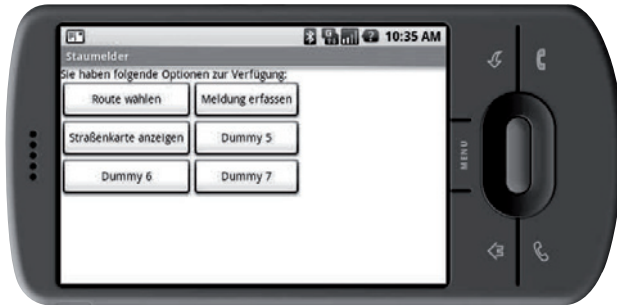 10:35 AM
Staumelder
Sie haben folgende Optionen zur Verfügung:
Route wählen Meldung erfassen
Straßenkarte anzeigen Dummy 5
Dummy 6 Dummy 7
MENU